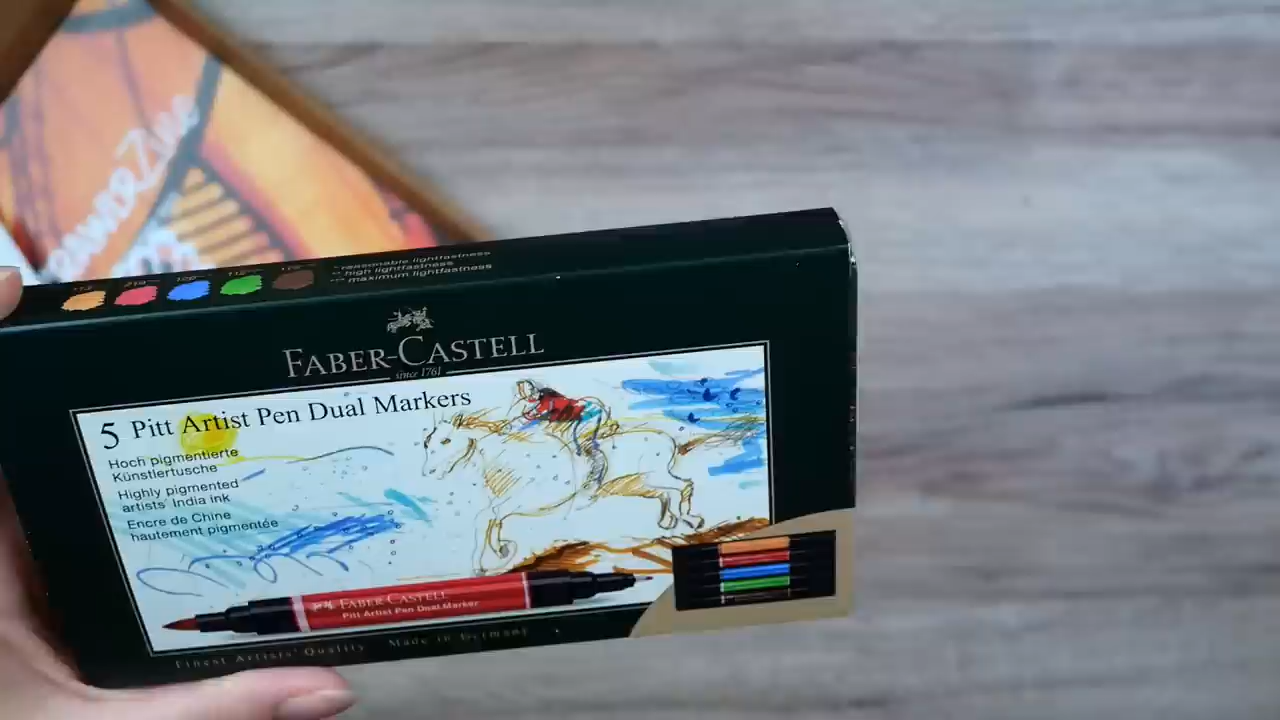 *reasonable lightfastness
** high lightfastness
*** maximum lightfastness
FABER-CASTELL
since 1761
5 Pitt Artist Pen Dual Markers
Hoch pigmentierte
Künstlertusche
Highly pigmented
artists' India ink
Encre de Chine
hautement pigmentée
FABER-CASTELL
Pitt Artist Pen Dual Marker
Finest Artists' Quality Made in Germany